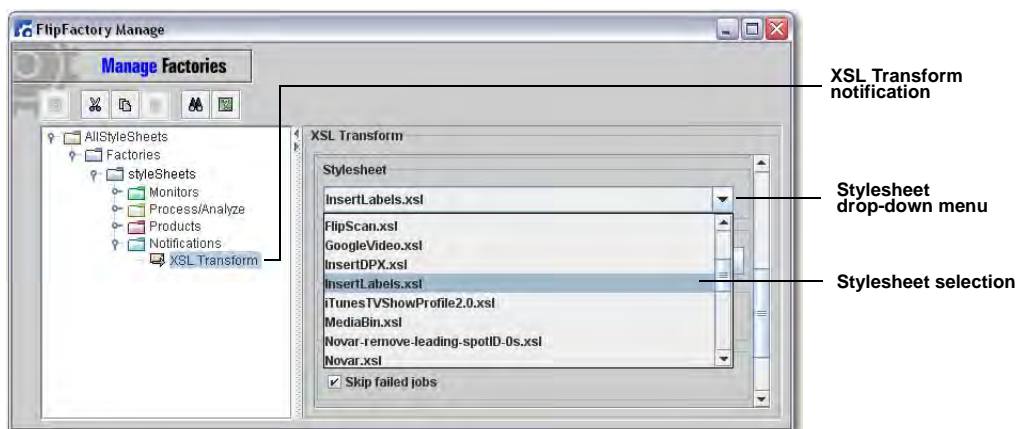 FlipFactory Manage
Manage Factories
XSL Transform
notification
AllStyleSheets
Factories
styleSheets
Monitors
Process/Analyze
Products
Notifications
XSL Transform
XSL Transform
Stylesheet
InsertLabels.xsl
Stylesheet
drop-down menu
FlipScan.xsl
GoogleVideo.xsl
InsertDPX.xsl
InsertLabels.xsl
Stylesheet selection
iTunesTVShowProfile2.0.xsl
MediaBin.xsl
Novar-remove-leading-spotID-0s.xsl
Novar.xsl
Skip failed jobs